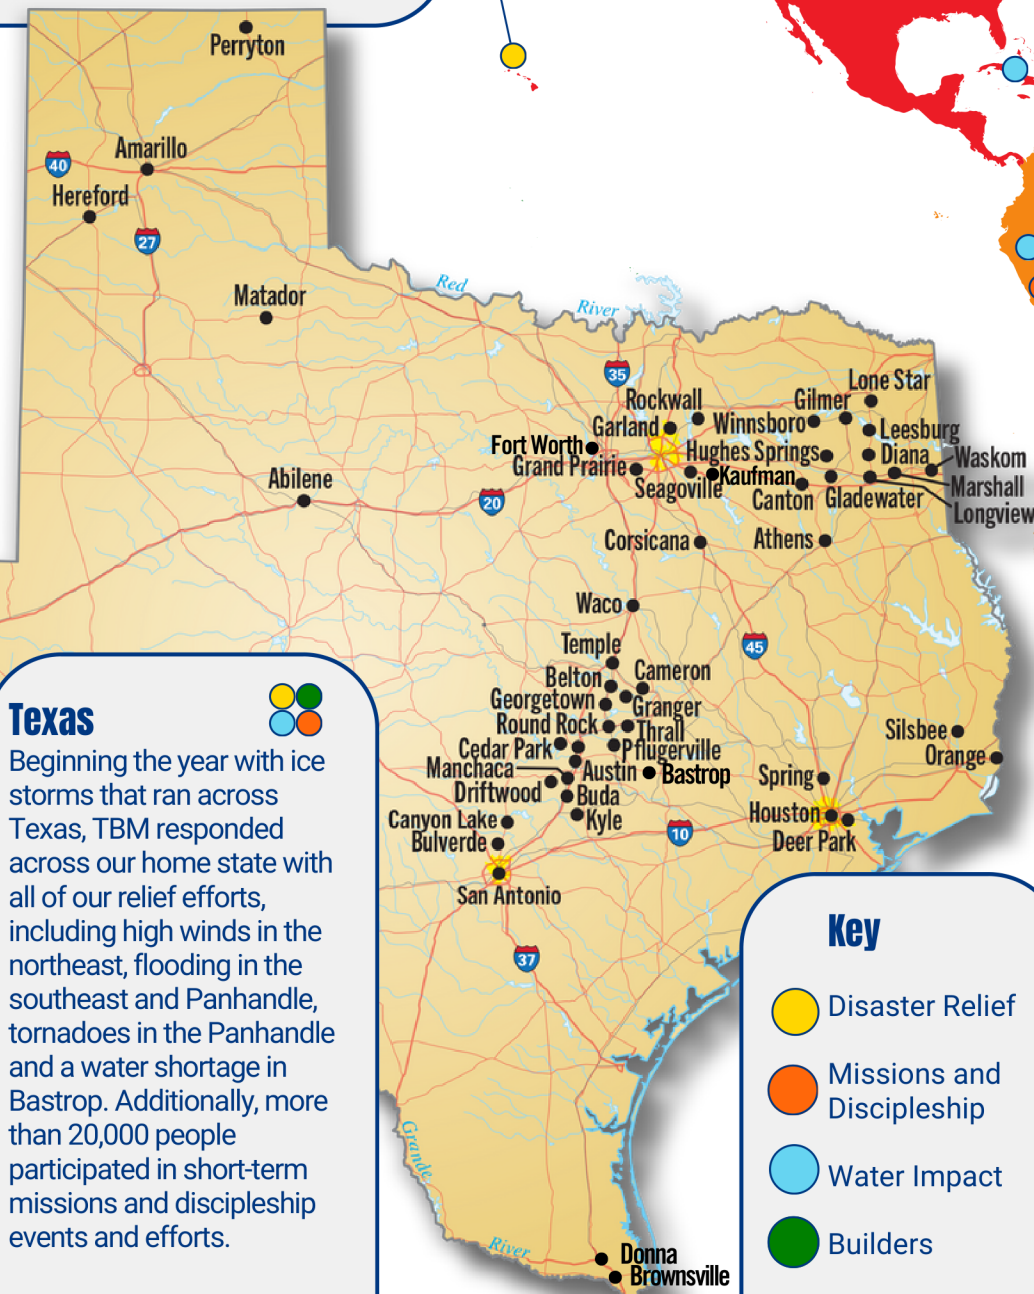 Perryton
Amarillo
40
Hereford
27
Matador
Red
River
35
Lone Star
Rockwall
Gilmer
Garland
Winnsboro
Leesburg
Fort Worth
Hughes Springs
Diana
Waskom
Grand Prairie
Kaufman
Seagoville
Marshall
Canton
Gladewater
Longview
Abilene
20
Corsicana
Athens
Waco
45
Temple
Cameron
Belton
Georgetown
Granger
Round Rock
Thrall
Cedar Park
Pflugerville
Manchaca
Austin
Bastrop
Driftwood
Buda
Kyle
Silsbee
Orange
Spring
Houston
Deer Park
Canyon Lake
Bulverde
10
San Antonio
37
Grande
River
Donna
Brownsville
Texas
Beginning the year with ice
storms that ran across
Texas, TBM responded
across our home state with
all of our relief efforts,
including high winds in the
northeast, flooding in the
southeast and Panhandle,
tornadoes in the Panhandle
and a water shortage in
Bastrop. Additionally, more
than 20,000 people
participated in short-term
missions and discipleship
events and efforts.
Key
Disaster Relief
Missions and
Discipleship
Water Impact
Builders